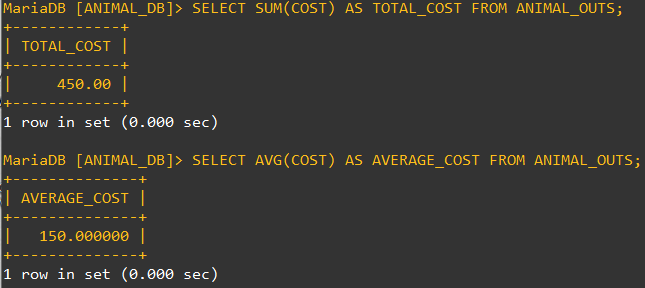 MariaDB [ANIMAL_DB]> SELECT SUM(COST) AS TOTAL_COST FROM ANIMAL_OUTS;
+------------+
| TOTAL_COST |
+------------+
|     450.00 |
+------------+
1 row in set (0.000 sec)

MariaDB [ANIMAL_DB]> SELECT AVG(COST) AS AVERAGE_COST FROM ANIMAL_OUTS;
+--------------+
| AVERAGE_COST |
+--------------+
|   150.000000 |
+--------------+
1 row in set (0.000 sec)